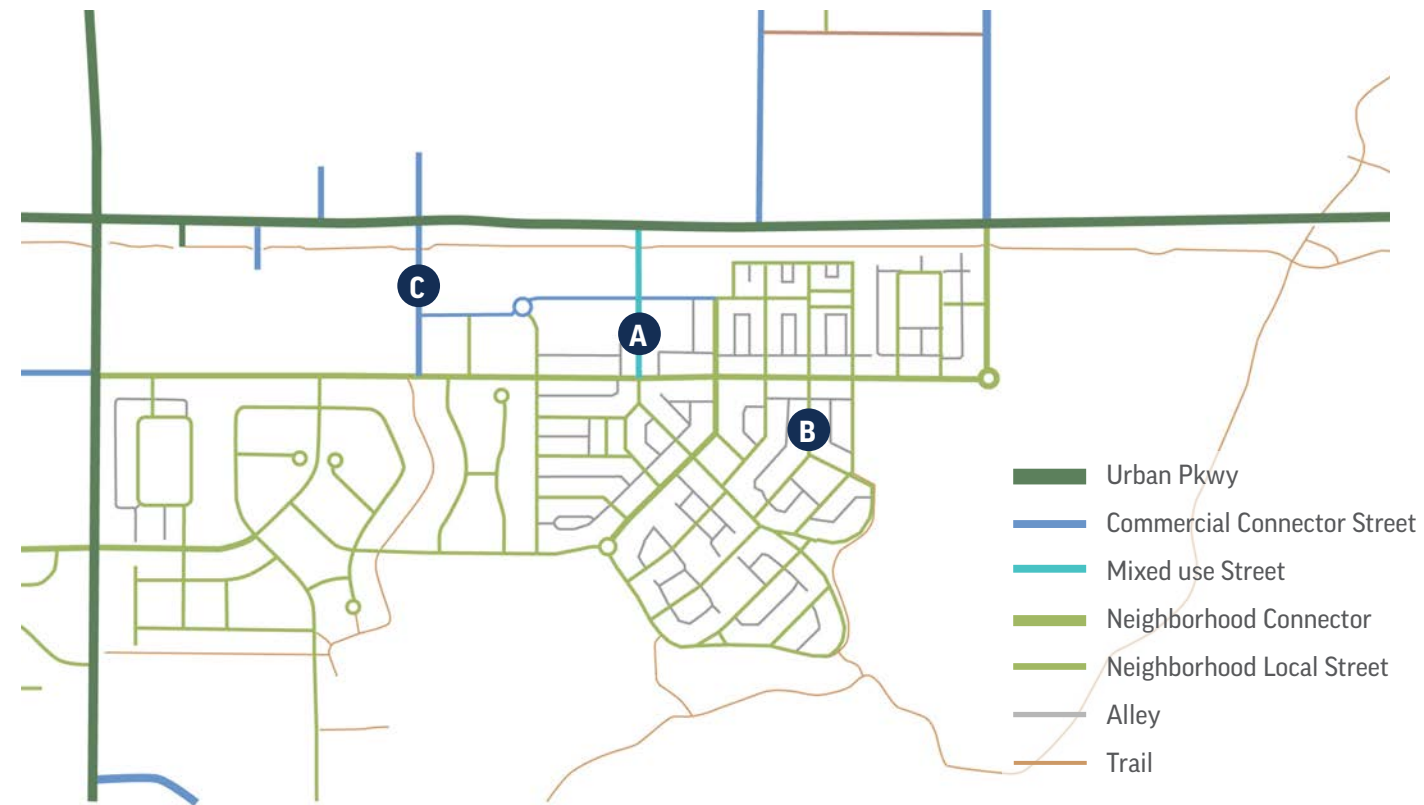 C
A
B
Urban Pkwy
Commercial Connector Street
Mixed use Street
Neighborhood Connector
Neighborhood Local Street
Alley
Trail